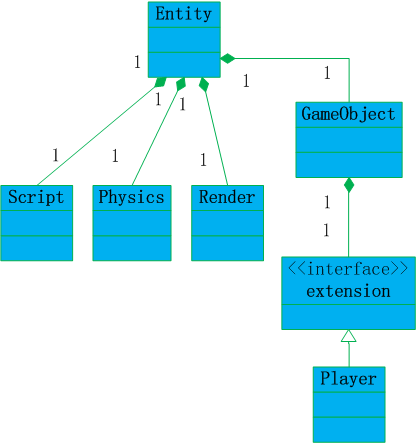 Entity
1
1
1
1
1
GameObject
1
1
1
1
Script
Physics
Render
1
1
<<interface>>
extension
Player